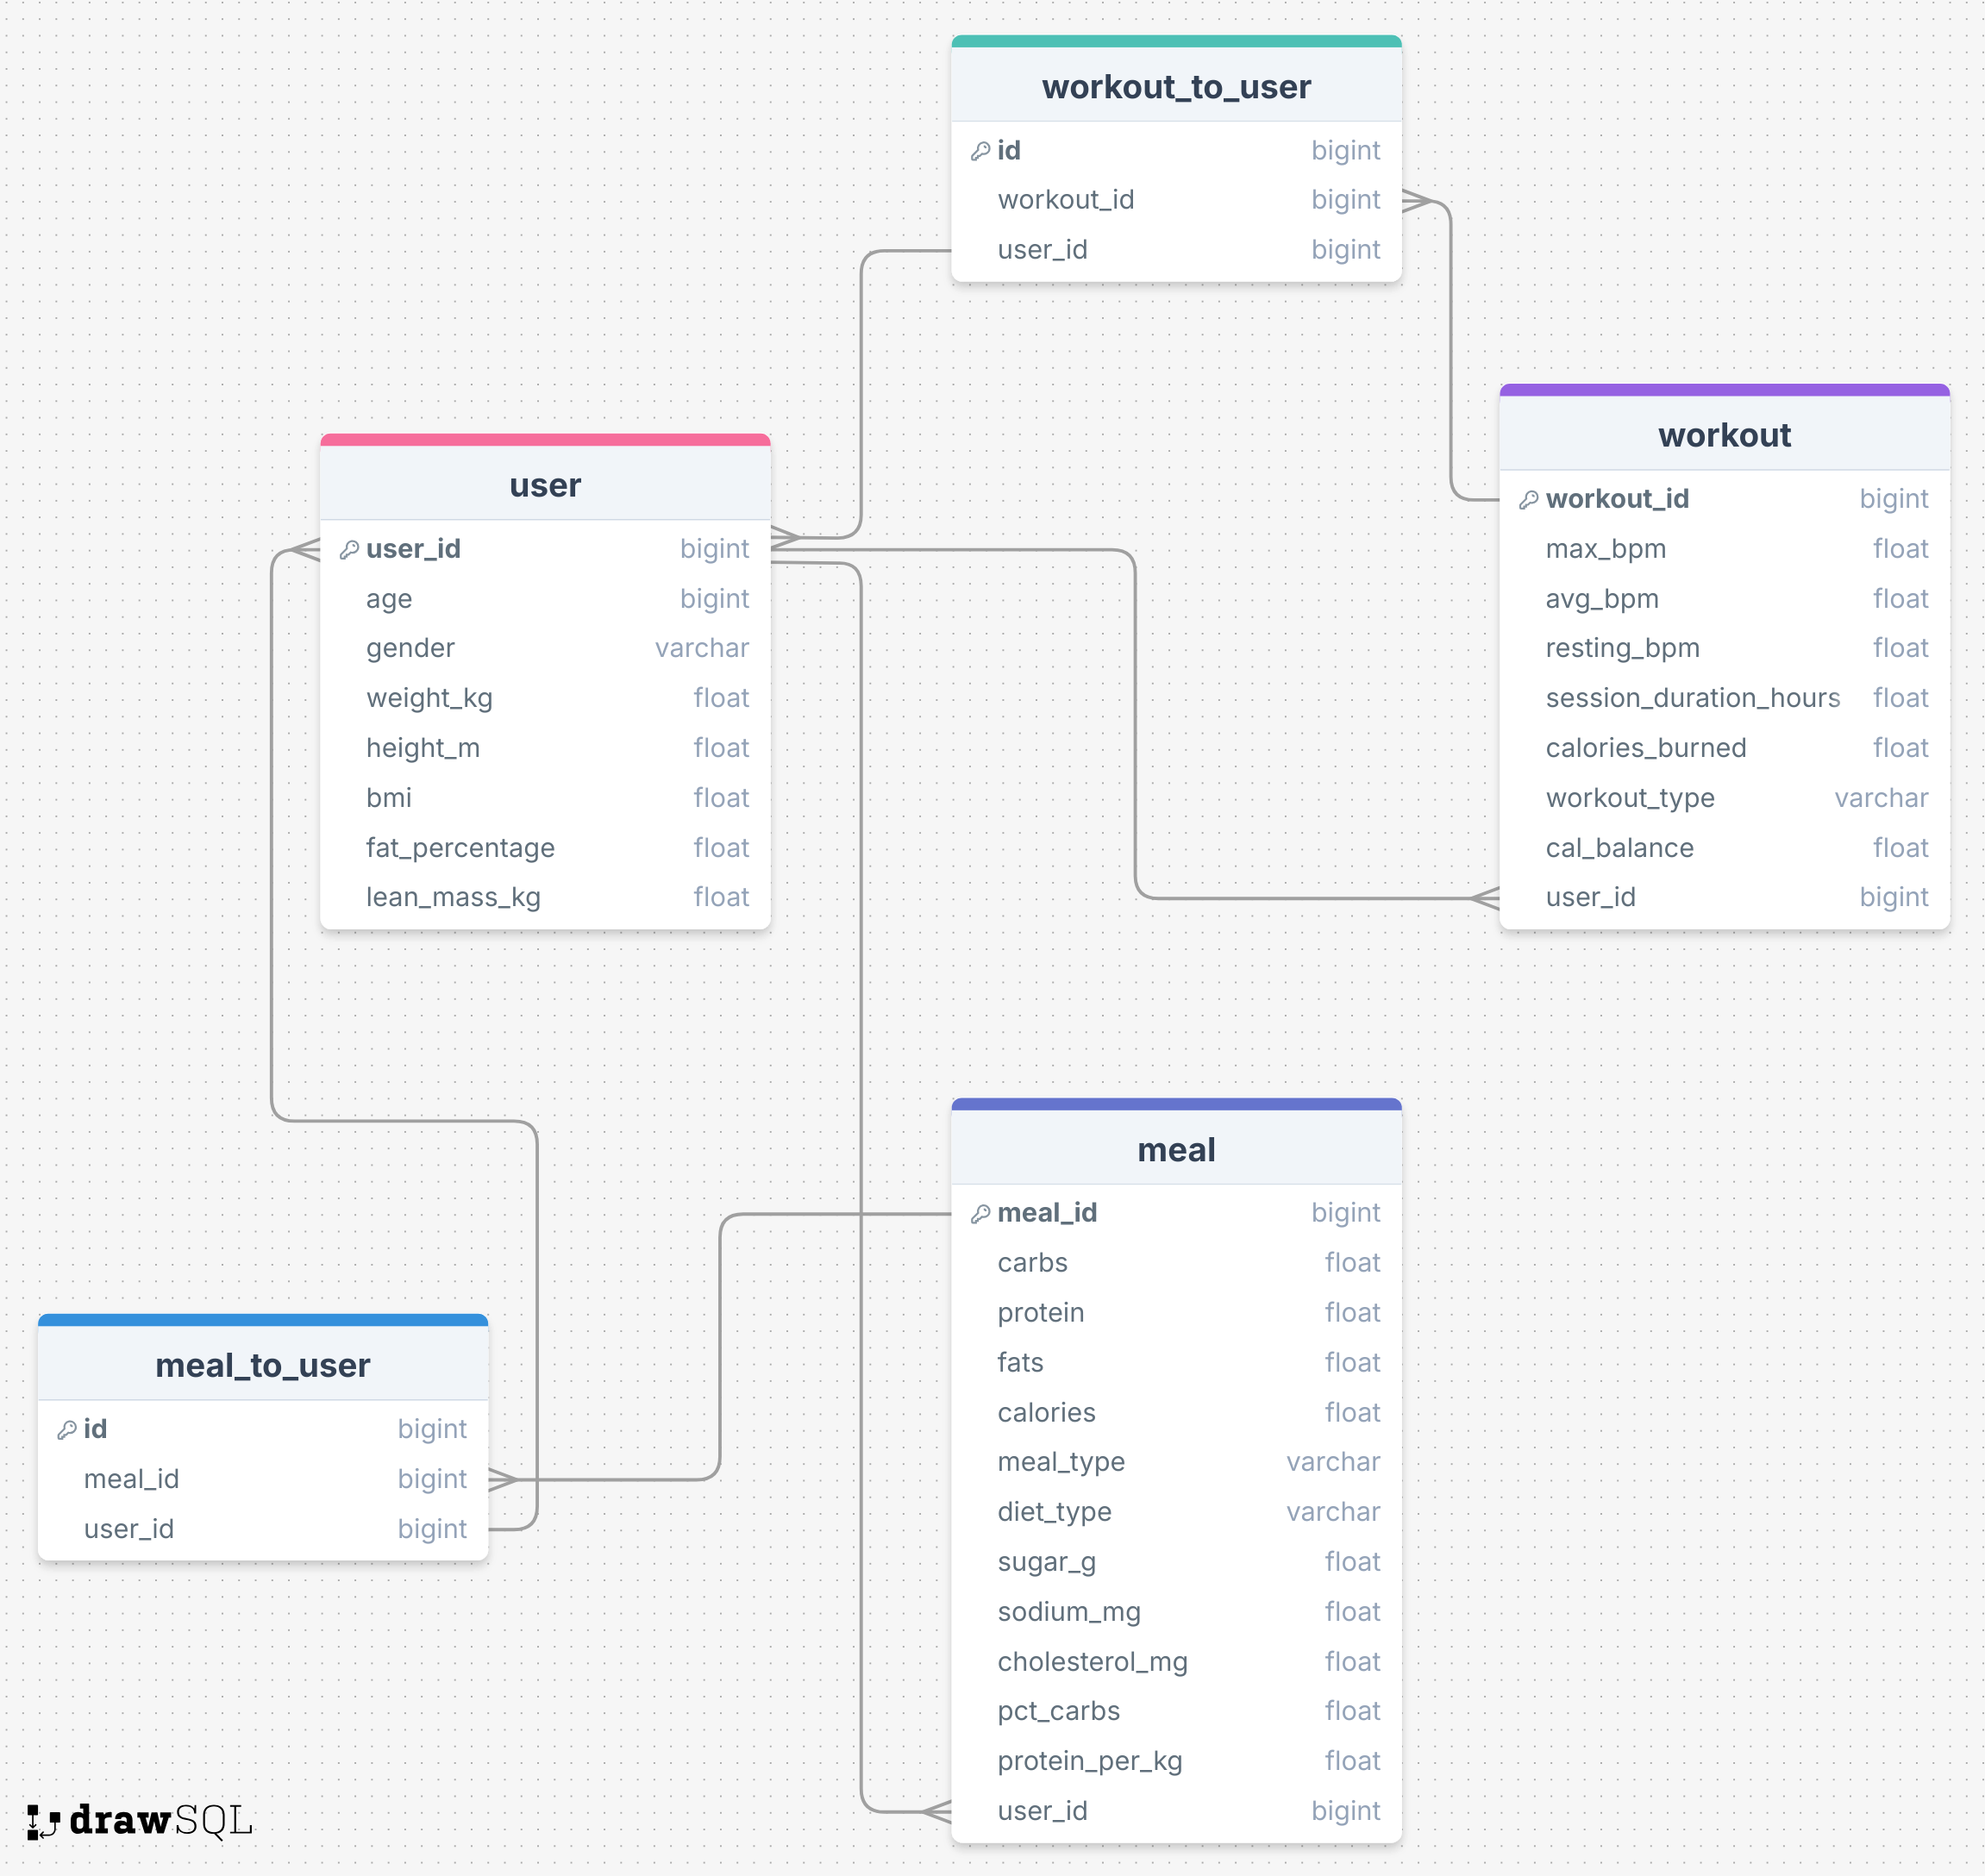 workout_to_user
id bigint
workout_id bigint
user_id bigint
user
user_id bigint
age bigint
gender varchar
weight_kg float
height_m float
bmi float
fat_percentage float
lean_mass_kg float
workout
workout_id bigint
max_bpm float
avg_bpm float
resting_bpm float
session_duration_hours float
calories_burned float
workout_type varchar
cal_balance float
user_id bigint
meal
meal_id bigint
carbs float
protein float
fats float
calories float
meal_type varchar
diet_type varchar
sugar_g float
sodium_mg float
cholesterol_mg float
pct_carbs float
protein_per_kg float
user_id bigint
meal_to_user
id bigint
meal_id bigint
user_id bigint
drawSQL